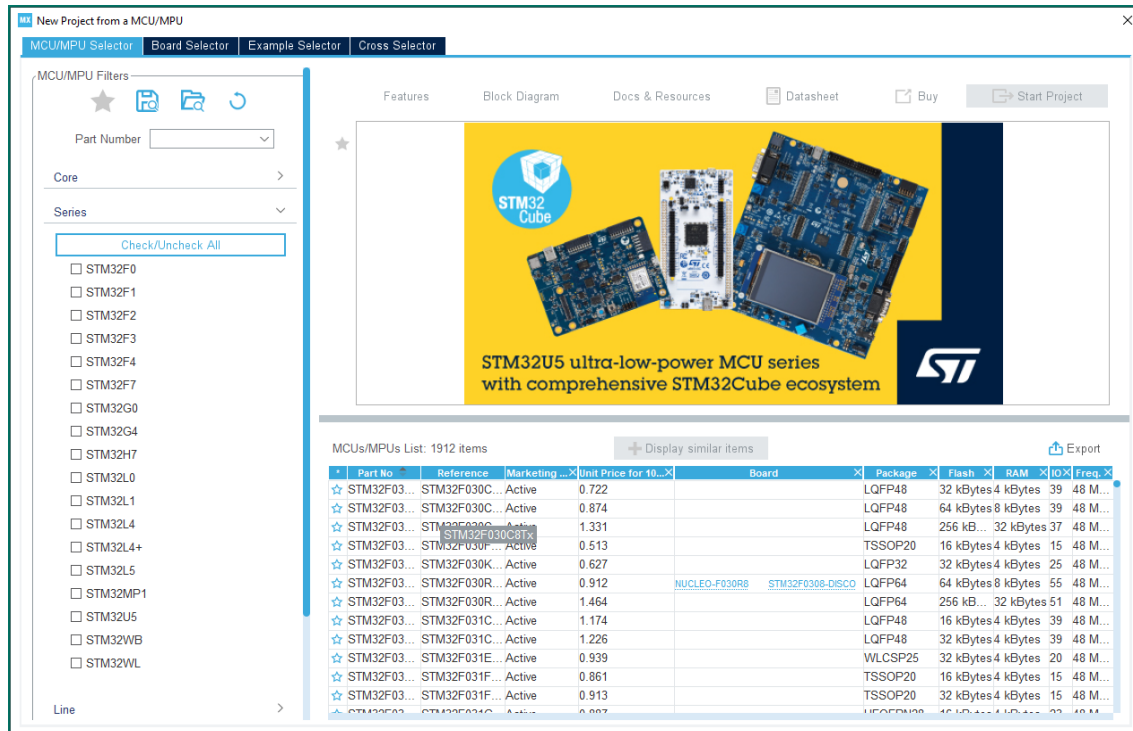 MX New Project from a MCU/MPU
MCU/MPU Selector Board Selector Example Selector Cross Selector
MCU/MPU Filters
Part Number
Core
Series
Check/Uncheck All
STM32F0
STM32F1
STM32F2
STM32F3
STM32F4
STM32F7
STM32G0
STM32G4
STM32H7
STM32L0
STM32L1
STM32L4
STM32L4+
STM32L5
STM32MP1
STM32U5
STM32WB
STM32WL
Line
Features Block Diagram Docs & Resources Datasheet Buy Start Project
STM32
Cube
STM32U5 ultra-low-power MCU series
with comprehensive STM32Cube ecosystem
ST
MCUs/MPUs List: 1912 items Display similar items Export
* Part No Reference Marketing ... Unit Price for 10... Board Package Flash RAM IO Freq.
STM32F03... STM32F030C... Active 0.722 LQFP48 32 kBytes 4 kBytes 39 48 M...
STM32F03... STM32F030C... Active 0.874 LQFP48 64 kBytes 8 kBytes 39 48 M...
STM32F03... STM32F030C... Active 1.331 LQFP48 256 kB... 32 kBytes 37 48 M...
STM32F030C8Tx
STM32F03... STM32F030F... Active 0.513 TSSOP20 16 kBytes 4 kBytes 15 48 M...
STM32F03... STM32F030K... Active 0.627 LQFP32 32 kBytes 4 kBytes 25 48 M...
STM32F03... STM32F030R... Active 0.912 NUCLEO-F030R8 STM32F0308-DISCO LQFP64 64 kBytes 8 kBytes 55 48 M...
STM32F03... STM32F030R... Active 1.464 LQFP64 256 kB... 32 kBytes 51 48 M...
STM32F03... STM32F031C... Active 1.174 LQFP48 16 kBytes 4 kBytes 39 48 M...
STM32F03... STM32F031C... Active 1.226 LQFP48 32 kBytes 4 kBytes 39 48 M...
STM32F03... STM32F031E... Active 0.939 WLCSP25 32 kBytes 4 kBytes 20 48 M...
STM32F03... STM32F031F... Active 0.861 TSSOP20 16 kBytes 4 kBytes 15 48 M...
STM32F03... STM32F031F... Active 0.913 TSSOP20 32 kBytes 4 kBytes 15 48 M...